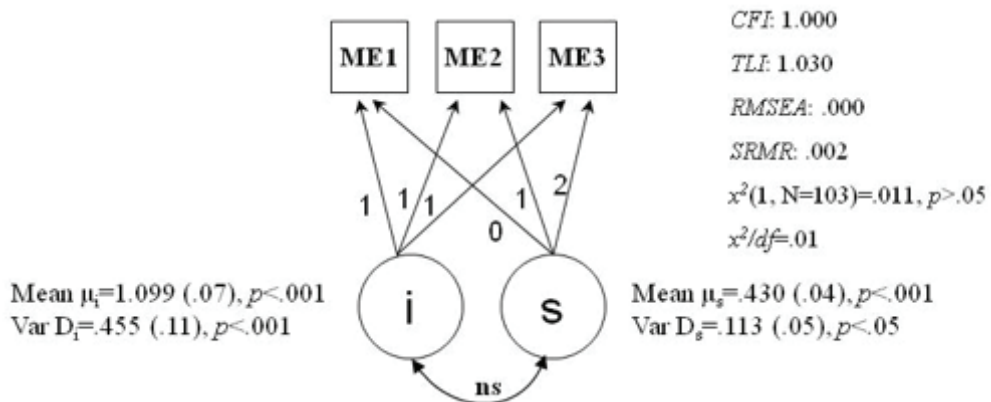 CFI: 1.000
TLI: 1.030
RMSEA: .000
SRMR: .002
x²(1, N=103)=.011, p>.05
x²/df=.01
ME1 ME2 ME3
1 1 1 0 1 2
Mean μᵢ=1.099 (.07), p<.001
Var Dᵢ=.455 (.11), p<.001
i
s
Mean μₛ=.430 (.04), p<.001
Var Dₛ=.113 (.05), p<.05
ns